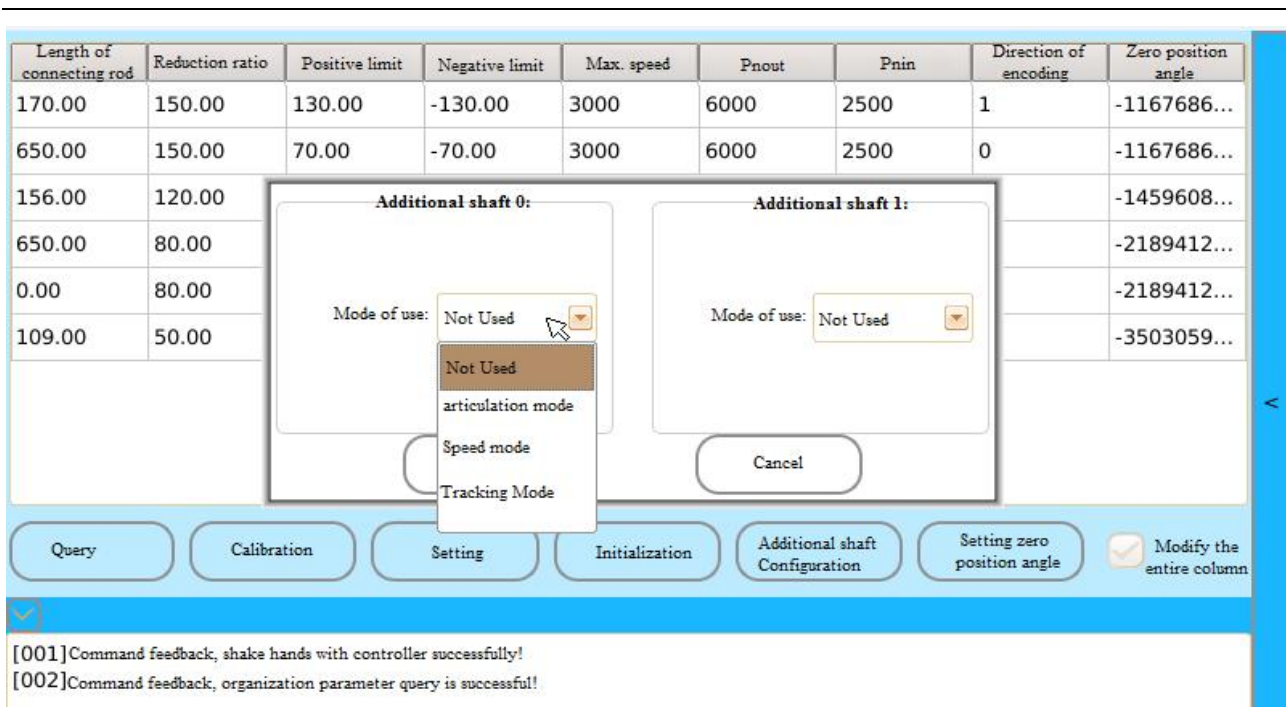 Length of connecting rod Reduction ratio Positive limit Negative limit Max. speed Pnout Pnin Direction of encoding Zero position angle
170.00 150.00 130.00 -130.00 3000 6000 2500 1 -1167686...
650.00 150.00 70.00 -70.00 3000 6000 2500 0 -1167686...
156.00 120.00 -1459608...
650.00 80.00 -2189412...
0.00 80.00 -2189412...
109.00 50.00 -3503059...
Additional shaft 0: Additional shaft 1:
Mode of use: Not Used Mode of use: Not Used
Not Used
articulation mode
Speed mode
Tracking Mode
Cancel
<
Query Calibration Setting Initialization Additional shaft Configuration Setting zero position angle Modify the entire column
[001]Command feedback, shake hands with controller successfully!
[002]Command feedback, organization parameter query is successful!